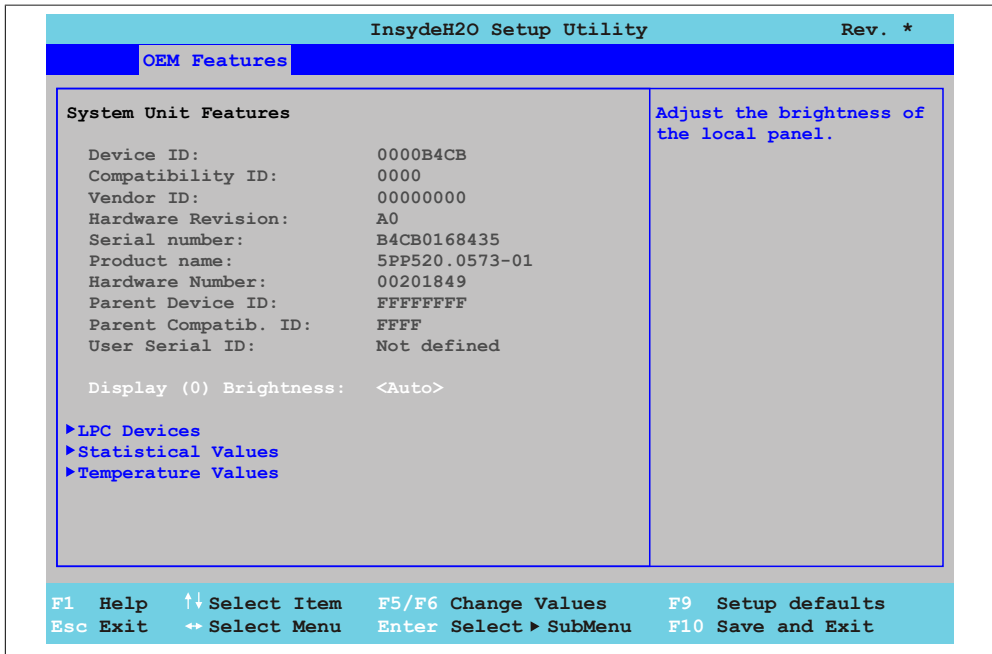 InsydeH2O Setup Utility Rev. *
OEM Features
System Unit Features
Adjust the brightness of
the local panel.
Device ID: 0000B4CB
Compatibility ID: 0000
Vendor ID: 00000000
Hardware Revision: A0
Serial number: B4CB0168435
Product name: 5PP520.0573-01
Hardware Number: 00201849
Parent Device ID: FFFFFFFF
Parent Compatib. ID: FFFF
User Serial ID: Not defined
Display (0) Brightness: <Auto>
▶LPC Devices
▶Statistical Values
▶Temperature Values
F1 Help ↑↓ Select Item F5/F6 Change Values F9 Setup defaults
Esc Exit ↔ Select Menu Enter Select ▶ SubMenu F10 Save and Exit